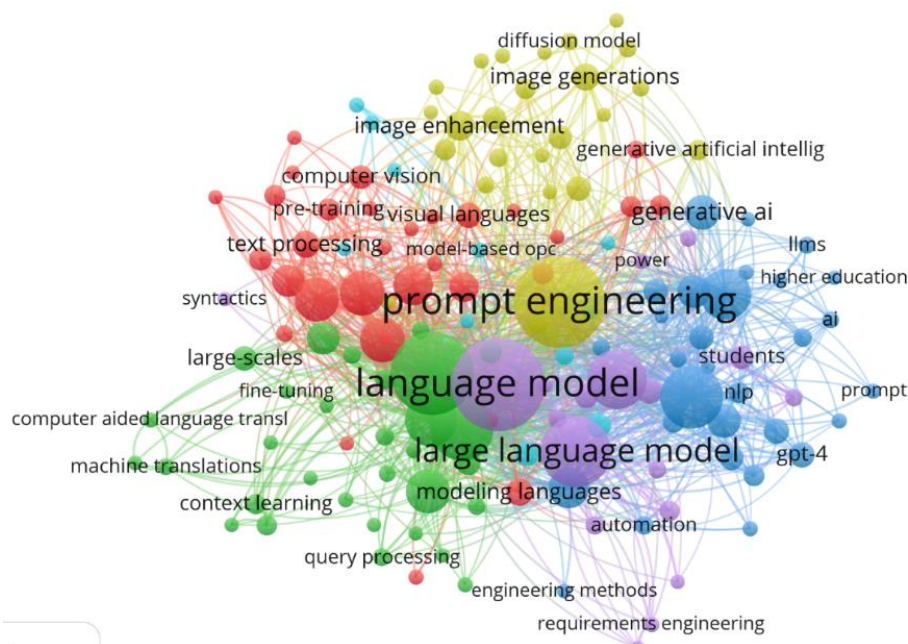 diffusion model
image generations
image enhancement
generative artificial intellig
computer vision
pre-training
visual languages
generative ai
text processing
model-based opc
llms
power
higher education
syntactics
prompt engineering
ai
large-scales
students
fine-tuning
language model
nlp
prompt
computer aided language transl
large language model
gpt-4
machine translations
modeling languages
context learning
automation
query processing
engineering methods
requirements engineering